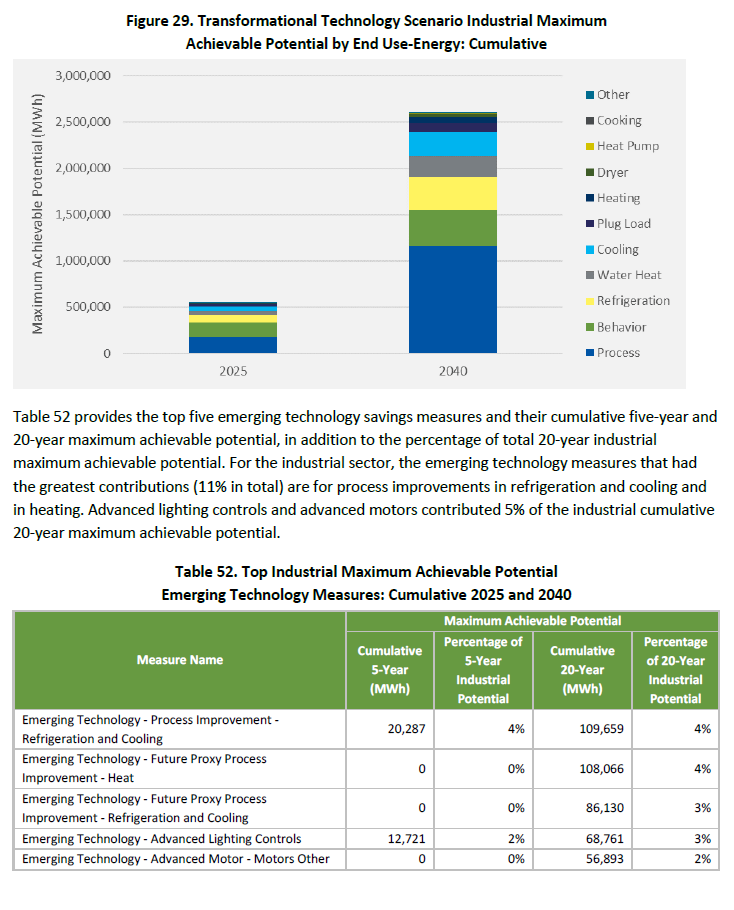 Figure 29. Transformational Technology Scenario Industrial Maximum
Achievable Potential by End Use-Energy: Cumulative
Maximum Achievable Potential (MWh)
3,000,000
2,500,000
2,000,000
1,500,000
1,000,000
500,000
0
2025
2040
Other
Cooking
Heat Pump
Dryer
Heating
Plug Load
Cooling
Water Heat
Refrigeration
Behavior
Process
Table 52 provides the top five emerging technology savings measures and their cumulative five-year and
20-year maximum achievable potential, in addition to the percentage of total 20-year industrial
maximum achievable potential. For the industrial sector, the emerging technology measures that had
the greatest contributions (11% in total) are for process improvements in refrigeration and cooling and
in heating. Advanced lighting controls and advanced motors contributed 5% of the industrial cumulative
20-year maximum achievable potential.
Table 52. Top Industrial Maximum Achievable Potential
Emerging Technology Measures: Cumulative 2025 and 2040
Measure Name
Maximum Achievable Potential
Cumulative
5-Year
(MWh)
Percentage of
5-Year
Industrial
Potential
Cumulative
20-Year
(MWh)
Percentage
of 20-Year
Industrial
Potential
Emerging Technology - Process Improvement -
Refrigeration and Cooling
20,287
4%
109,659
4%
Emerging Technology - Future Proxy Process
Improvement - Heat
0
0%
108,066
4%
Emerging Technology - Future Proxy Process
Improvement - Refrigeration and Cooling
0
0%
86,130
3%
Emerging Technology - Advanced Lighting Controls
12,721
2%
68,761
3%
Emerging Technology - Advanced Motor - Motors Other
0
0%
56,893
2%